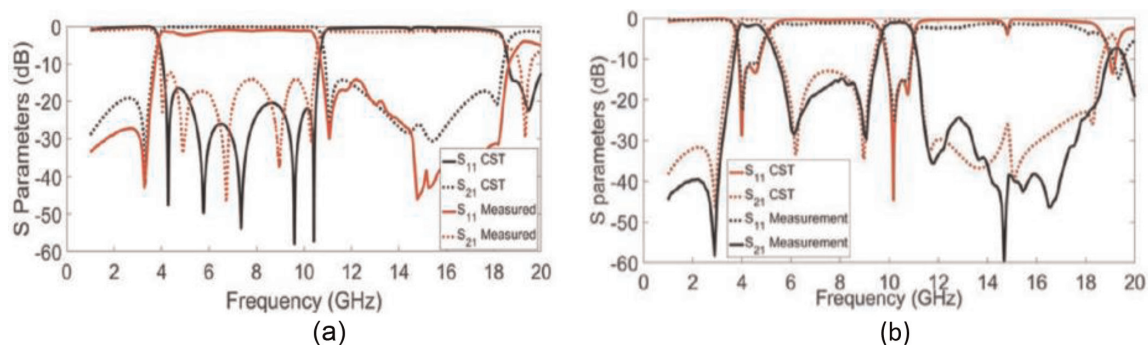 S Parameters (dB)
0
-10
-20
-30
-40
-50
-60
0 2 4 6 8 10 12 14 16 18 20
Frequency (GHz)
S11 CST
S21 CST
S11 Measured
S21 Measured
(a)
S parameters (dB)
0
-10
-20
-30
-40
-50
-60
0 2 4 6 8 10 12 14 16 18 20
Frequency (GHz)
S11 CST
S21 CST
S11 Measurement
S21 Measurement
(b)